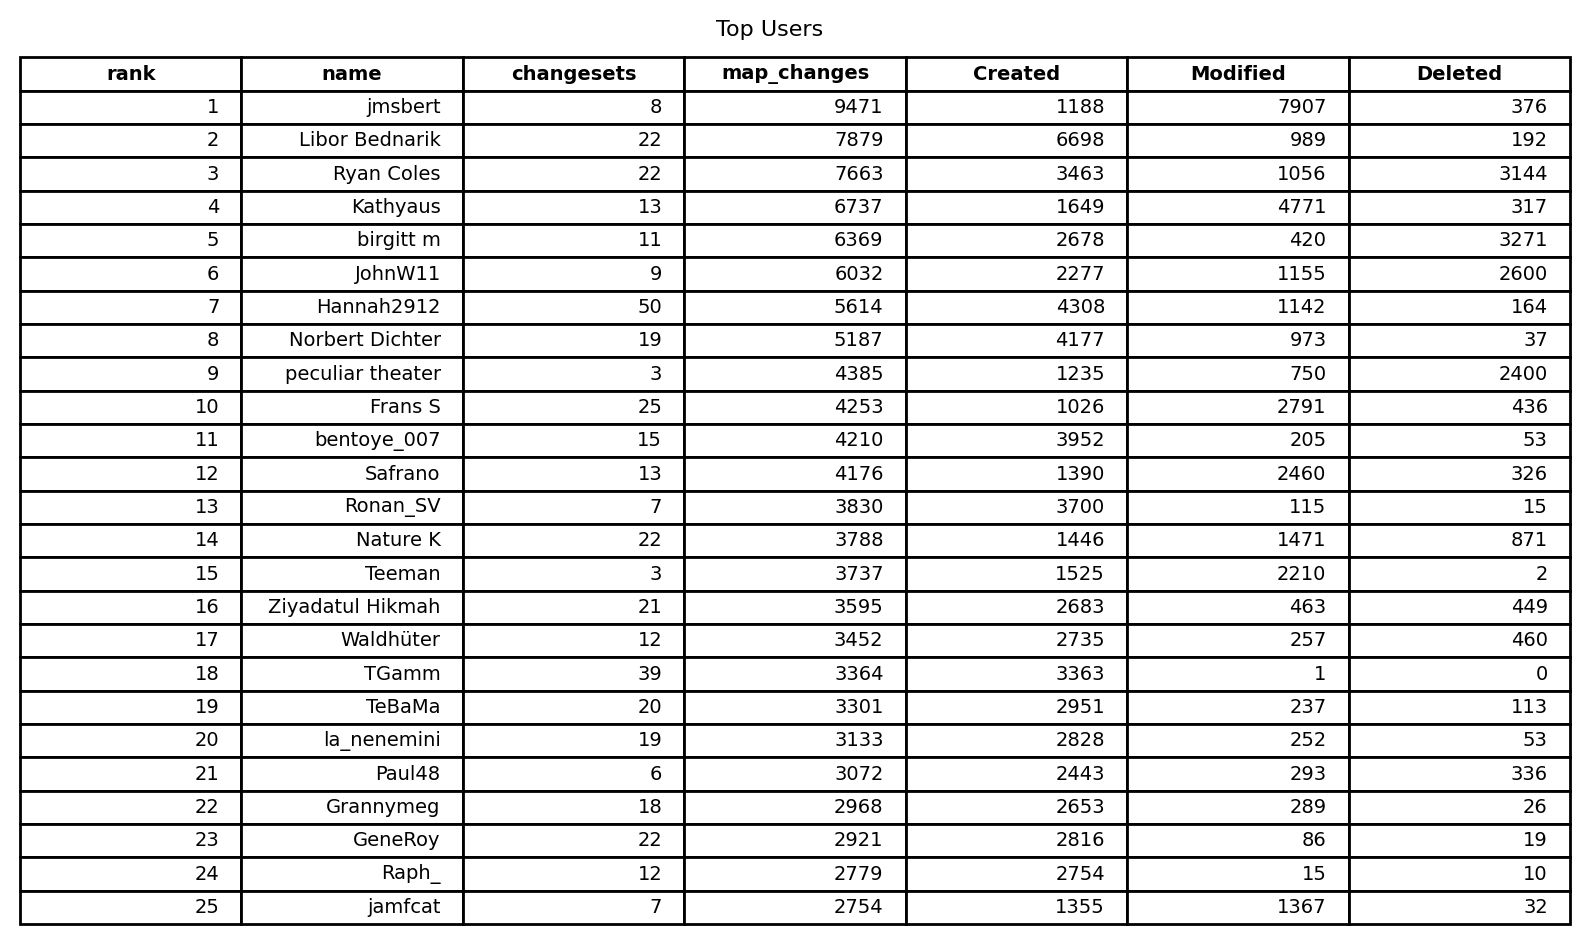 Top Users
rank name changesets map_changes Created Modified Deleted
1 jmsbert 8 9471 1188 7907 376
2 Libor Bednarik 22 7879 6698 989 192
3 Ryan Coles 22 7663 3463 1056 3144
4 Kathyaus 13 6737 1649 4771 317
5 birgitt m 11 6369 2678 420 3271
6 JohnW11 9 6032 2277 1155 2600
7 Hannah2912 50 5614 4308 1142 164
8 Norbert Dichter 19 5187 4177 973 37
9 peculiar theater 3 4385 1235 750 2400
10 Frans S 25 4253 1026 2791 436
11 bentoye_007 15 4210 3952 205 53
12 Safrano 13 4176 1390 2460 326
13 Ronan_SV 7 3830 3700 115 15
14 Nature K 22 3788 1446 1471 871
15 Teeman 3 3737 1525 2210 2
16 Ziyadatul Hikmah 21 3595 2683 463 449
17 Waldhüter 12 3452 2735 257 460
18 TGamm 39 3364 3363 1 0
19 TeBaMa 20 3301 2951 237 113
20 la_nenemini 19 3133 2828 252 53
21 Paul48 6 3072 2443 293 336
22 Grannymeg 18 2968 2653 289 26
23 GeneRoy 22 2921 2816 86 19
24 Raph_ 12 2779 2754 15 10
25 jamfcat 7 2754 1355 1367 32